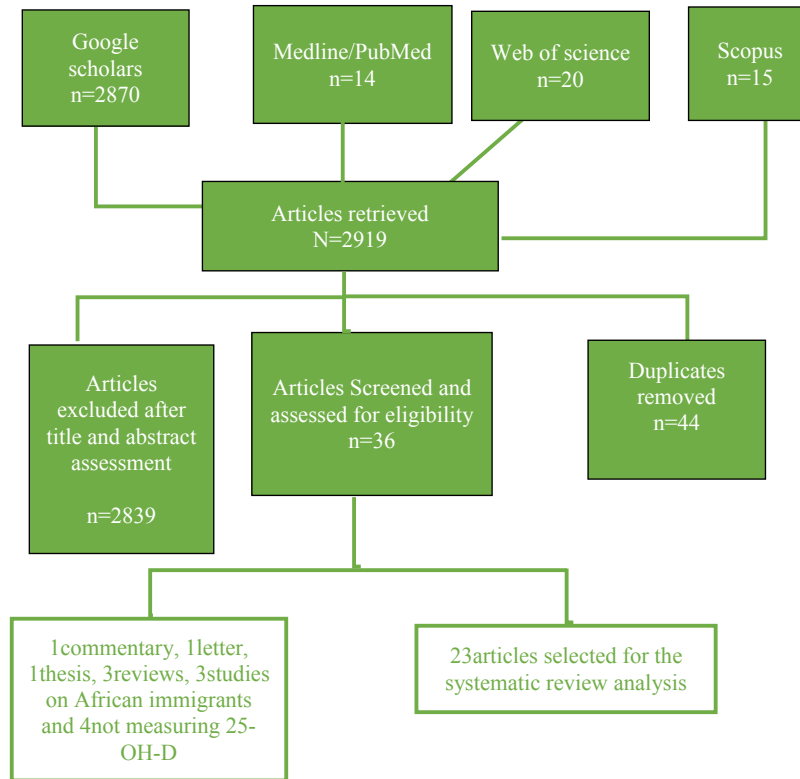 Google
scholars
n=2870
Medline/PubMed
n=14
Web of science
n=20
Scopus
n=15
Articles retrieved
N=2919
Articles
excluded after
title and abstract
assessment
n=2839
Articles Screened and
assessed for eligibility
n=36
Duplicates
removed
n=44
1commentary, 1letter,
1thesis, 3reviews, 3studies
on African immigrants
and 4not measuring 25-
OH-D
23articles selected for the
systematic review analysis